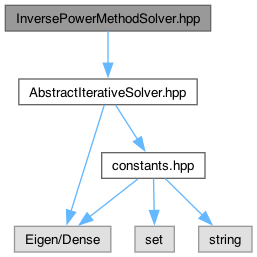 InversePowerMethodSolver.hpp
AbstractIterativeSolver.hpp
constants.hpp
Eigen/Dense
set
string